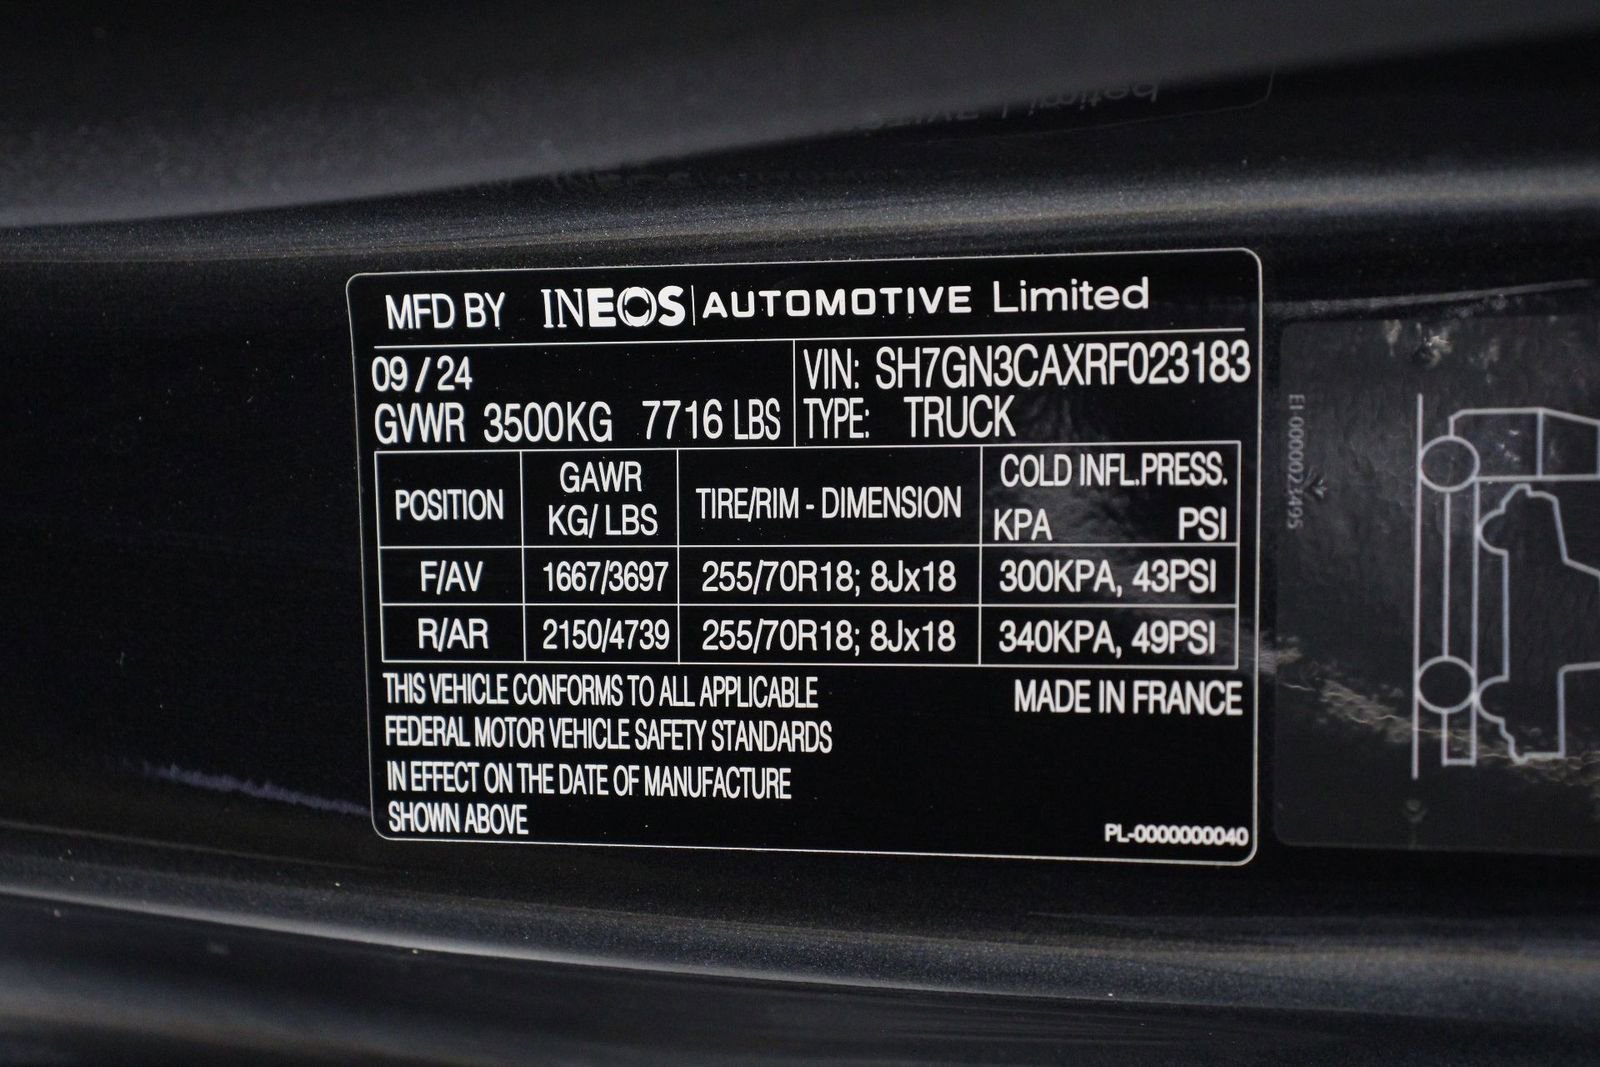 MFD BY INEOS | AUTOMOTIVE Limited
09 / 24
GVWR 3500KG 7716 LBS
VIN: SH7GN3CAXRF023183
TYPE: TRUCK
POSITION GAWR KG/ LBS TIRE/RIM - DIMENSION COLD INFL.PRESS. KPA PSI
F/AV 1667/3697 255/70R18; 8Jx18 300KPA, 43PSI
R/AR 2150/4739 255/70R18; 8Jx18 340KPA, 49PSI
THIS VEHICLE CONFORMS TO ALL APPLICABLE
FEDERAL MOTOR VEHICLE SAFETY STANDARDS
IN EFFECT ON THE DATE OF MANUFACTURE
SHOWN ABOVE
MADE IN FRANCE
PL-0000000040